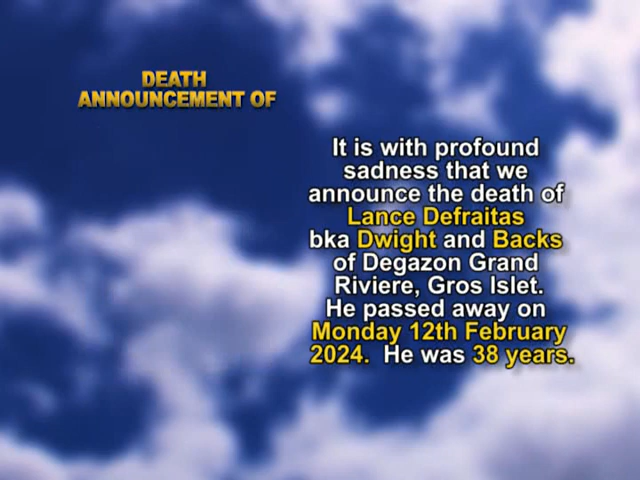 DEATH
ANNOUNCEMENT OF
It is with profound
sadness that we
announce the death of
Lance Defraitas
bka Dwight and Backs
of Degazon Grand
Riviere, Gros Islet.
He passed away on
Monday 12th February
2024. He was 38 years.